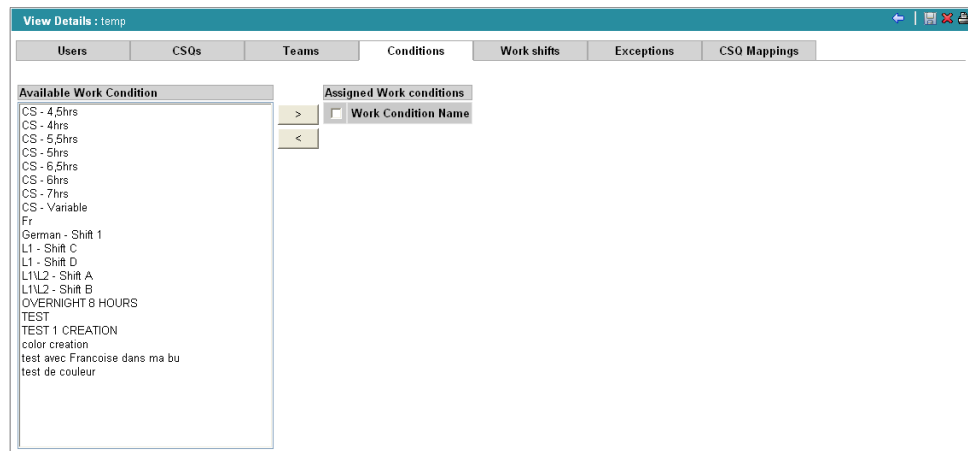 View Details : temp
Users CSQs Teams Conditions Work shifts Exceptions CSQ Mappings
Available Work Condition
Assigned Work conditions
CS - 4,5hrs
CS - 4hrs
CS - 5,5hrs
CS - 5hrs
CS - 6,5hrs
CS - 6hrs
CS - 7hrs
CS - Variable
Fr
German - Shift 1
L1 - Shift C
L1 - Shift D
L1\L2 - Shift A
L1\L2 - Shift B
OVERNIGHT 8 HOURS
TEST
TEST 1 CREATION
color creation
test avec Francoise dans ma bu
test de couleur
>
<
Work Condition Name